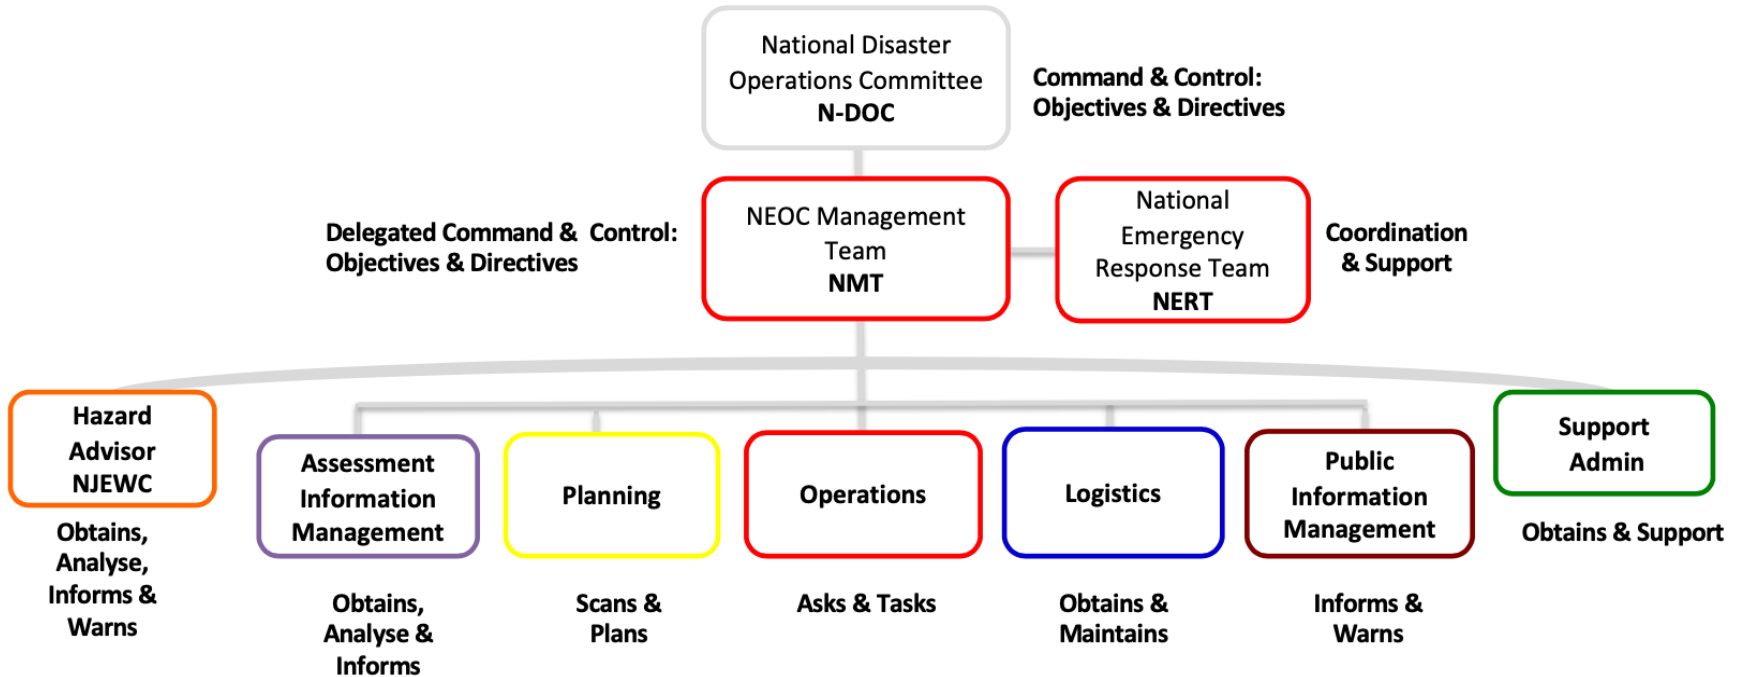 National Disaster
Operations Committee
N-DOC
Command & Control:
Objectives & Directives
Delegated Command & Control:
Objectives & Directives
NEOC Management
Team
NMT
National
Emergency
Response Team
NERT
Coordination
& Support
Hazard
Advisor
NJEWC
Obtains,
Analyse,
Informs &
Warns
Assessment
Information
Management
Obtains,
Analyse &
Informs
Planning
Scans &
Plans
Operations
Asks & Tasks
Logistics
Obtains &
Maintains
Public
Information
Management
Informs &
Warns
Support
Admin
Obtains & Support